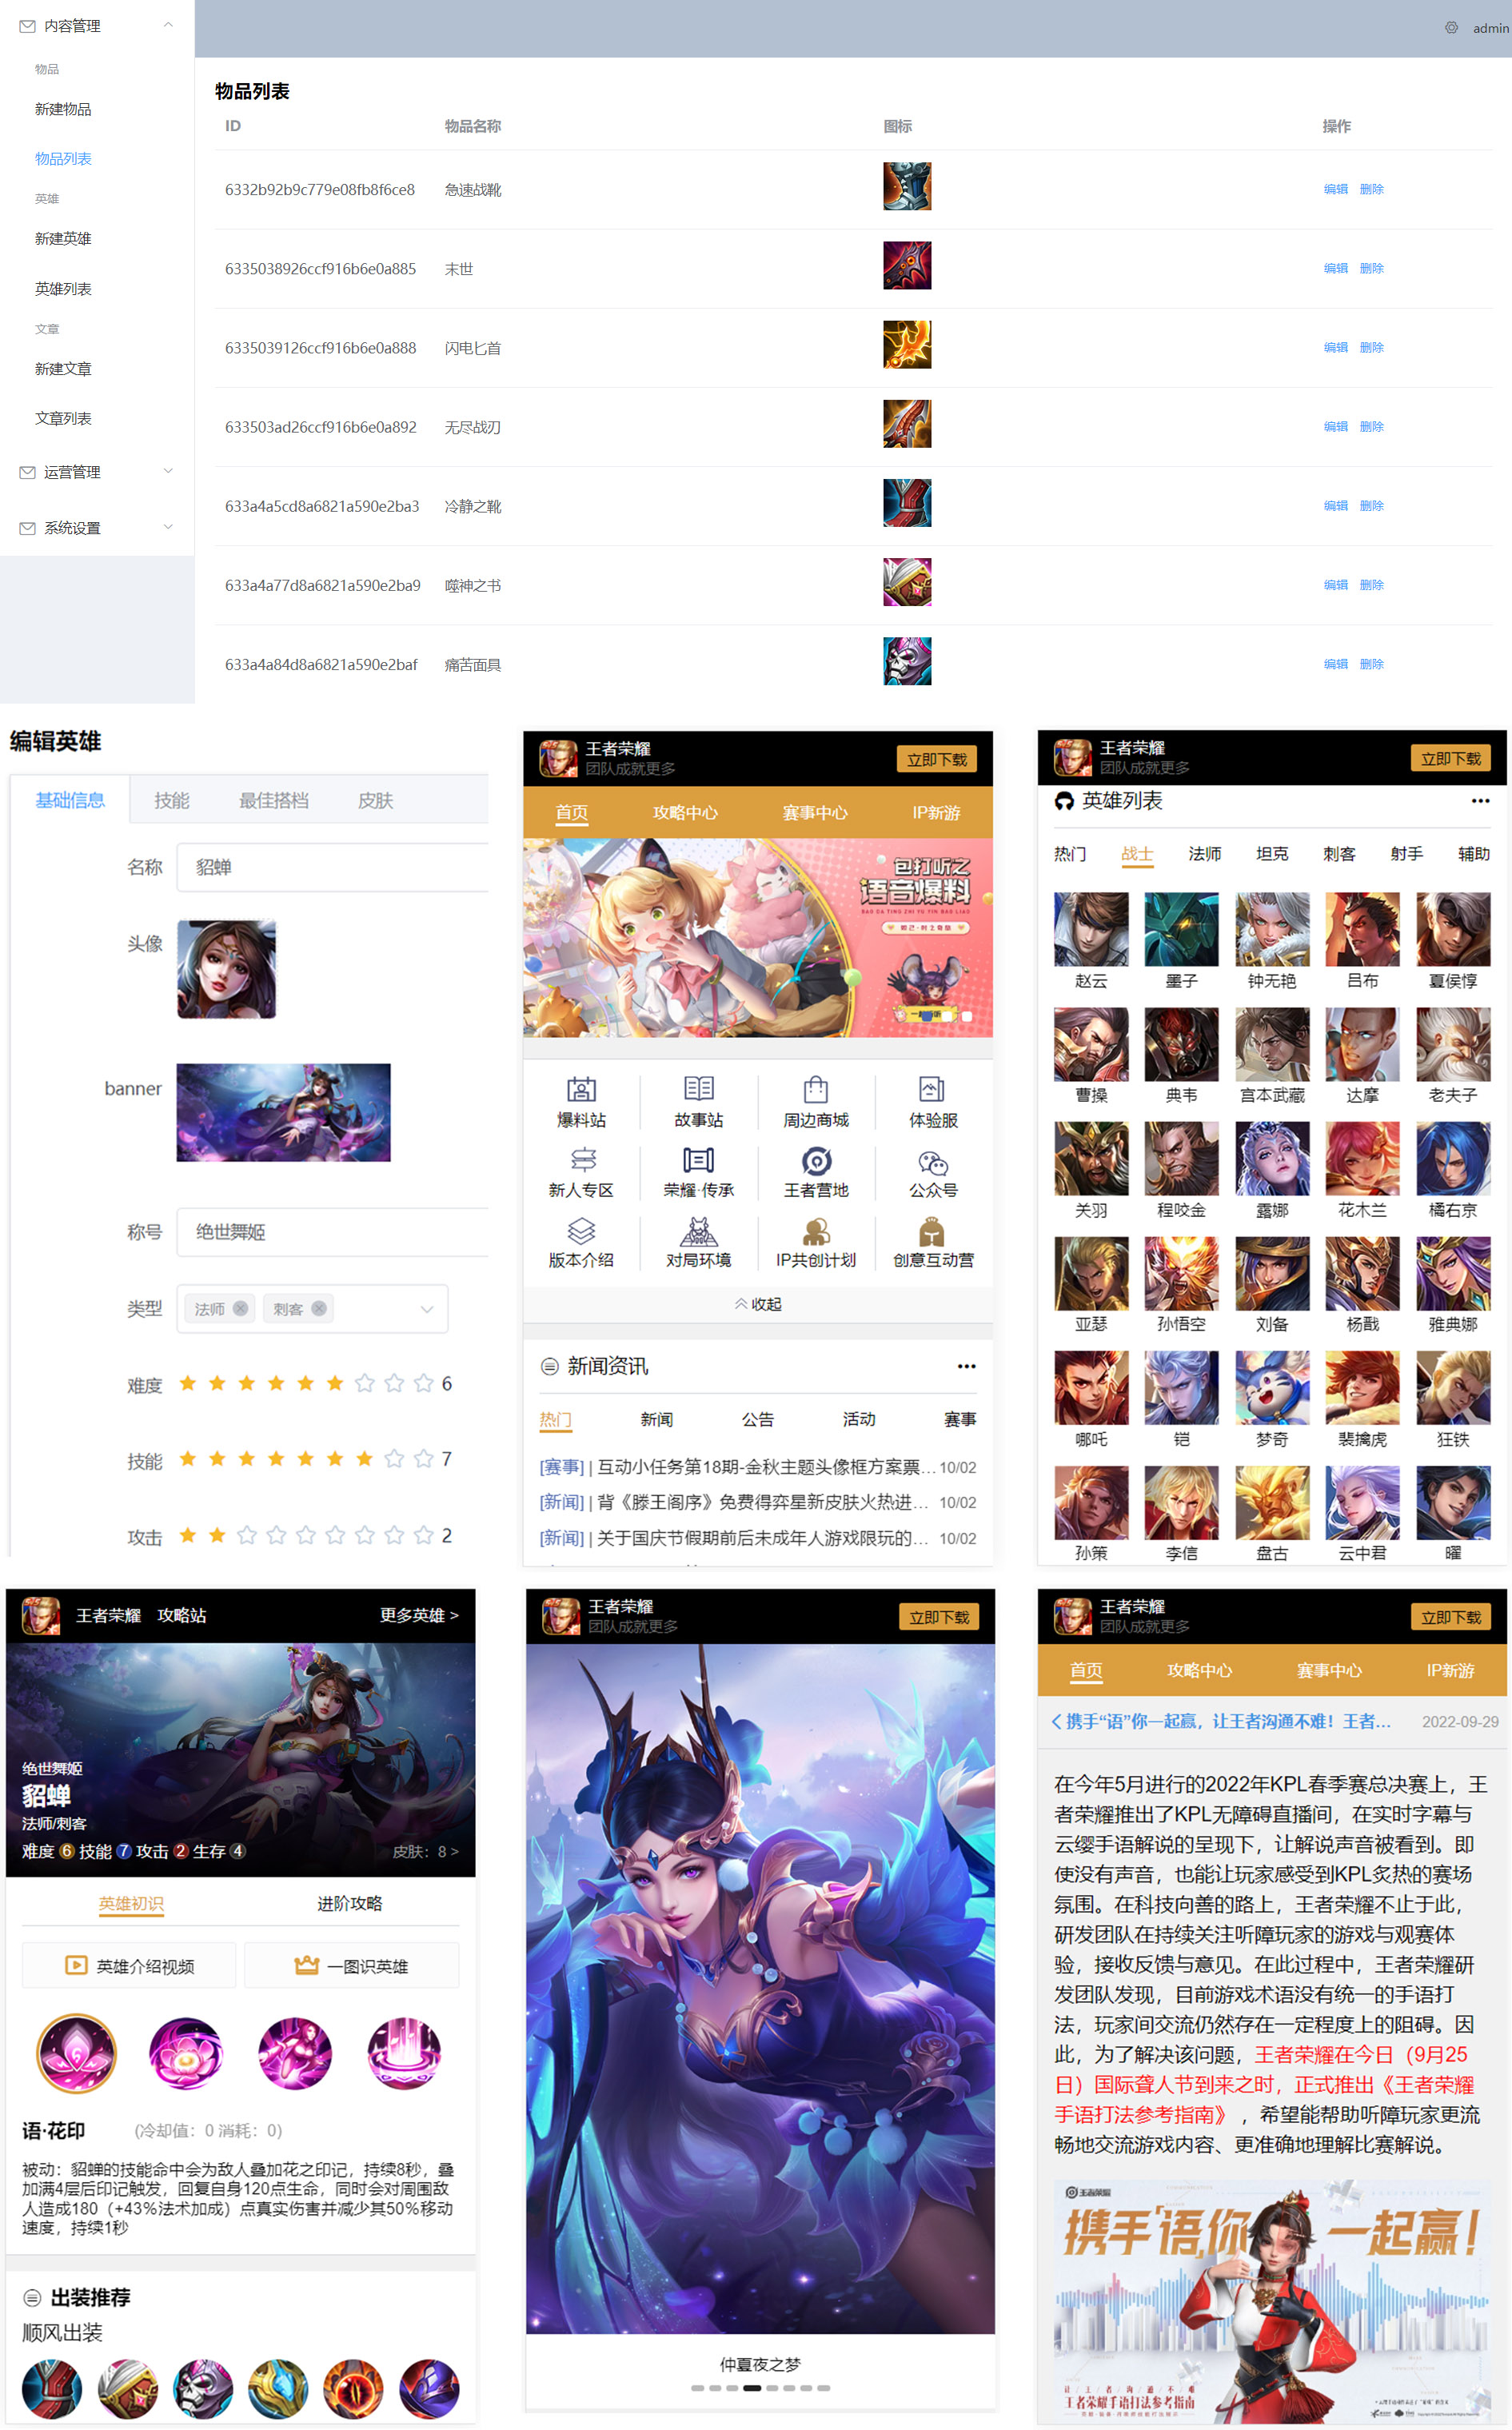 内容管理
admin
物品
新建物品
物品列表
英雄
新建英雄
英雄列表
文章
新建文章
文章列表
运营管理
系统设置
物品列表
ID 物品名称 图标 操作
6332b92b9c779e08fb8f6ce8 急速战靴 编辑 删除
6335038926ccf916b6e0a885 末世 编辑 删除
6335039126ccf916b6e0a888 闪电匕首 编辑 删除
633503ad26ccf916b6e0a892 无尽战刃 编辑 删除
633a4a5cd8a6821a590e2ba3 冷静之靴 编辑 删除
633a4a77d8a6821a590e2ba9 噬神之书 编辑 删除
633a4a84d8a6821a590e2baf 痛苦面具 编辑 删除
编辑英雄
基础信息 技能 最佳搭档 皮肤
名称 貂蝉
头像
banner
称号 绝世舞姬
类型 法师 刺客
难度 6
技能 7
攻击 2
王者荣耀
团队成就更多
立即下载
首页 攻略中心 赛事中心 IP新游
包打听之
语音爆料
BAO DA TING ZHI YU YIN BAO LIAO
爆料站 故事站 周边商城 体验服
新人专区 荣耀·传承 王者营地 公众号
版本介绍 对局环境 IP共创计划 创意互动营
收起
新闻资讯
热门 新闻 公告 活动 赛事
[赛事] | 互动小任务第18期-金秋主题头像框方案票... 10/02
[新闻] | 背《滕王阁序》免费得弈星新皮肤火热进... 10/02
[新闻] | 关于国庆节假期前后未成年人游戏限玩的... 10/02
王者荣耀
团队成就更多
立即下载
英雄列表
热门 战士 法师 坦克 刺客 射手 辅助
赵云 墨子 钟无艳 吕布 夏侯惇
曹操 典韦 宫本武藏 达摩 老夫子
关羽 程咬金 露娜 花木兰 橘右京
亚瑟 孙悟空 刘备 杨戬 雅典娜
哪吒 铠 梦奇 裴擒虎 狂铁
孙策 李信 盘古 云中君 曜
王者荣耀 攻略站 更多英雄 >
绝世舞姬
貂蝉
法师/刺客
难度 6 技能 7 攻击 2 生存 4 皮肤：8 >
英雄初识 进阶攻略
英雄介绍视频 一图识英雄
语·花印 (冷却值：0 消耗：0)
被动：貂蝉的技能命中会为敌人叠加花之印记，持续8秒，叠
加满4层后印记触发，回复自身120点生命，同时会对周围敌
人造成180（+43%法术加成）点真实伤害并减少其50%移动
速度，持续1秒
出装推荐
顺风出装
王者荣耀
团队成就更多
立即下载
仲夏夜之梦
王者荣耀
团队成就更多
立即下载
首页 攻略中心 赛事中心 IP新游
携手“语”你一起赢，让王者沟通不难！王者... 2022-09-29
在今年5月进行的2022年KPL春季赛总决赛上，王
者荣耀推出了KPL无障碍直播间，在实时字幕与
云缨手语解说的呈现下，让解说声音被看到。即
使没有声音，也能让玩家感受到KPL炙热的赛场
氛围。在科技向善的路上，王者荣耀不止于此，
研发团队在持续关注听障玩家的游戏与观赛体
验，接收反馈与意见。在此过程中，王者荣耀研
发团队发现，目前游戏术语没有统一的手语打
法，玩家间交流仍然存在一定程度上的阻碍。因
此，为了解决该问题，王者荣耀在今日（9月25
日）国际聋人节到来之时，正式推出《王者荣耀
手语打法参考指南》，希望能帮助听障玩家更流
畅地交流游戏内容、更准确地理解比赛解说。
王者荣耀
携手‘语’你 一起赢！
让王者沟通不难
王者荣耀手语打法参考指南